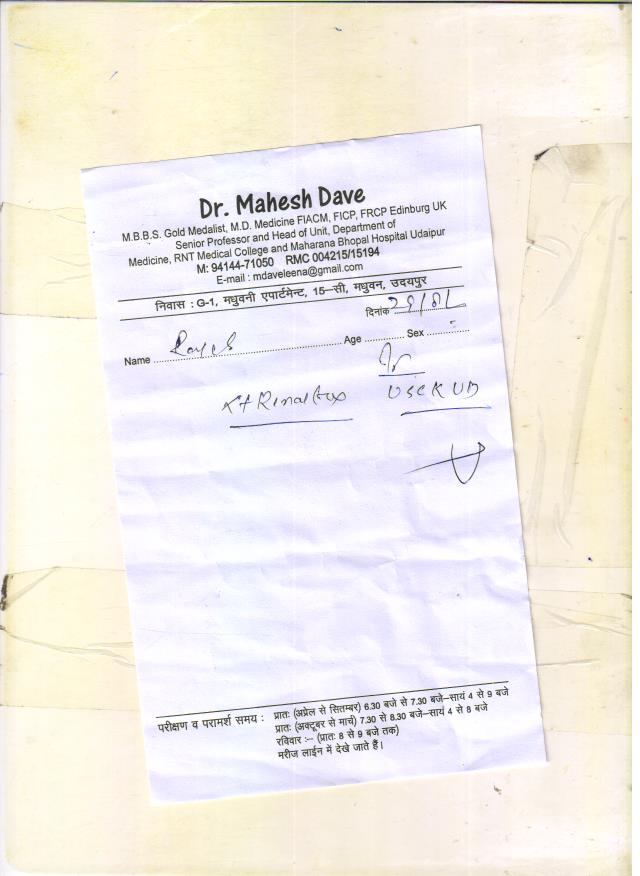 Dr. Mahesh Dave
M.B.B.S. Gold Medalist, M.D. Medicine FIACM, FICP, FRCP Edinburg UK
Senior Professor and Head of Unit, Department of
Medicine, RNT Medical College and Maharana Bhopal Hospital Udaipur
M: 94144-71050 RMC 004215/15194
E-mail : mdaveleena@gmail.com
निवास : G-1, मधुवनी एपार्टमेन्ट, 15–सी, मधुवन, उदयपुर
दिनांक
Name Age Sex
Adv
USG KUB
परीक्षण व परामर्श समय : प्रातः (अप्रेल से सितम्बर) 6.30 बजे से 7.30 बजे–सायं 4 से 9 बजे
प्रातः (अक्टूबर से मार्च) 7.30 से 8.30 बजे–सायं 4 से 8 बजे
रविवार :– (प्रातः 8 से 9 बजे तक)
मरीज लाईन में देखे जाते हैं।